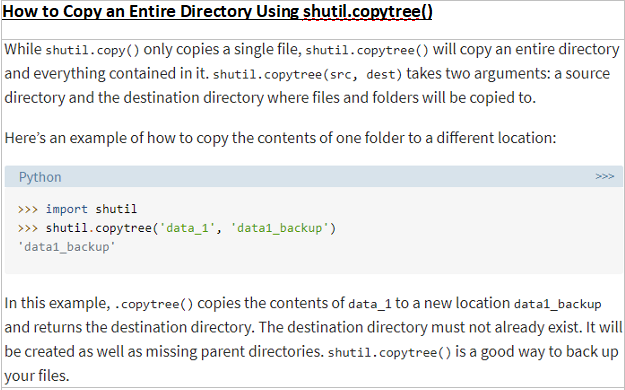 How to Copy an Entire Directory Using shutil.copytree()
While shutil.copy() only copies a single file, shutil.copytree() will copy an entire directory
and everything contained in it. shutil.copytree(src, dest) takes two arguments: a source
directory and the destination directory where files and folders will be copied to.
Here’s an example of how to copy the contents of one folder to a different location:
Python >>>
>>> import shutil
>>> shutil.copytree('data_1', 'data1_backup')
'data1_backup'
In this example, .copytree() copies the contents of data_1 to a new location data1_backup
and returns the destination directory. The destination directory must not already exist. It will
be created as well as missing parent directories. shutil.copytree() is a good way to back up
your files.